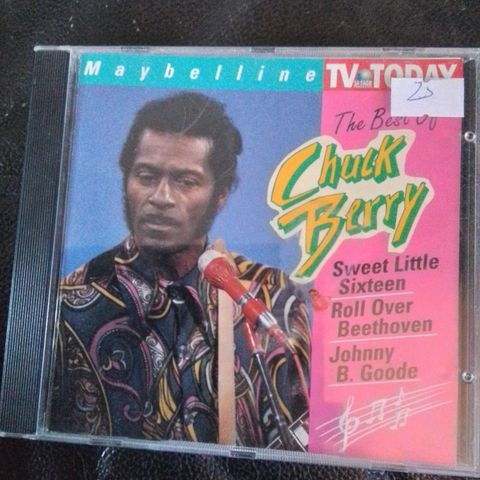 Maybelline
TV TODAY
25
The Best Of
Chuck
Berry
Sweet Little
Sixteen
Roll Over
Beethoven
Johnny
B. Goode